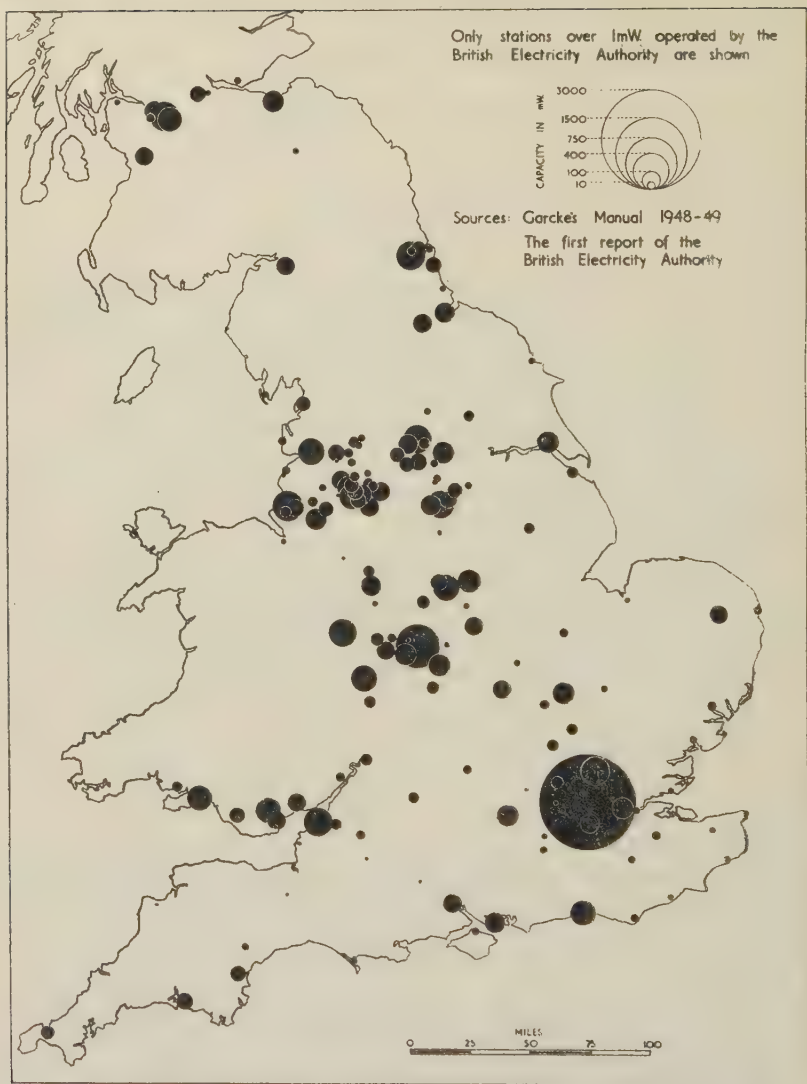 Only stations over 1mW. operated by the
British Electricity Authority are shown
CAPACITY IN mW.
3000
1500
750
400
100
10
Sources: Garcke's Manual 1948-49
The first report of the
British Electricity Authority
MILES
0 25 50 75 100